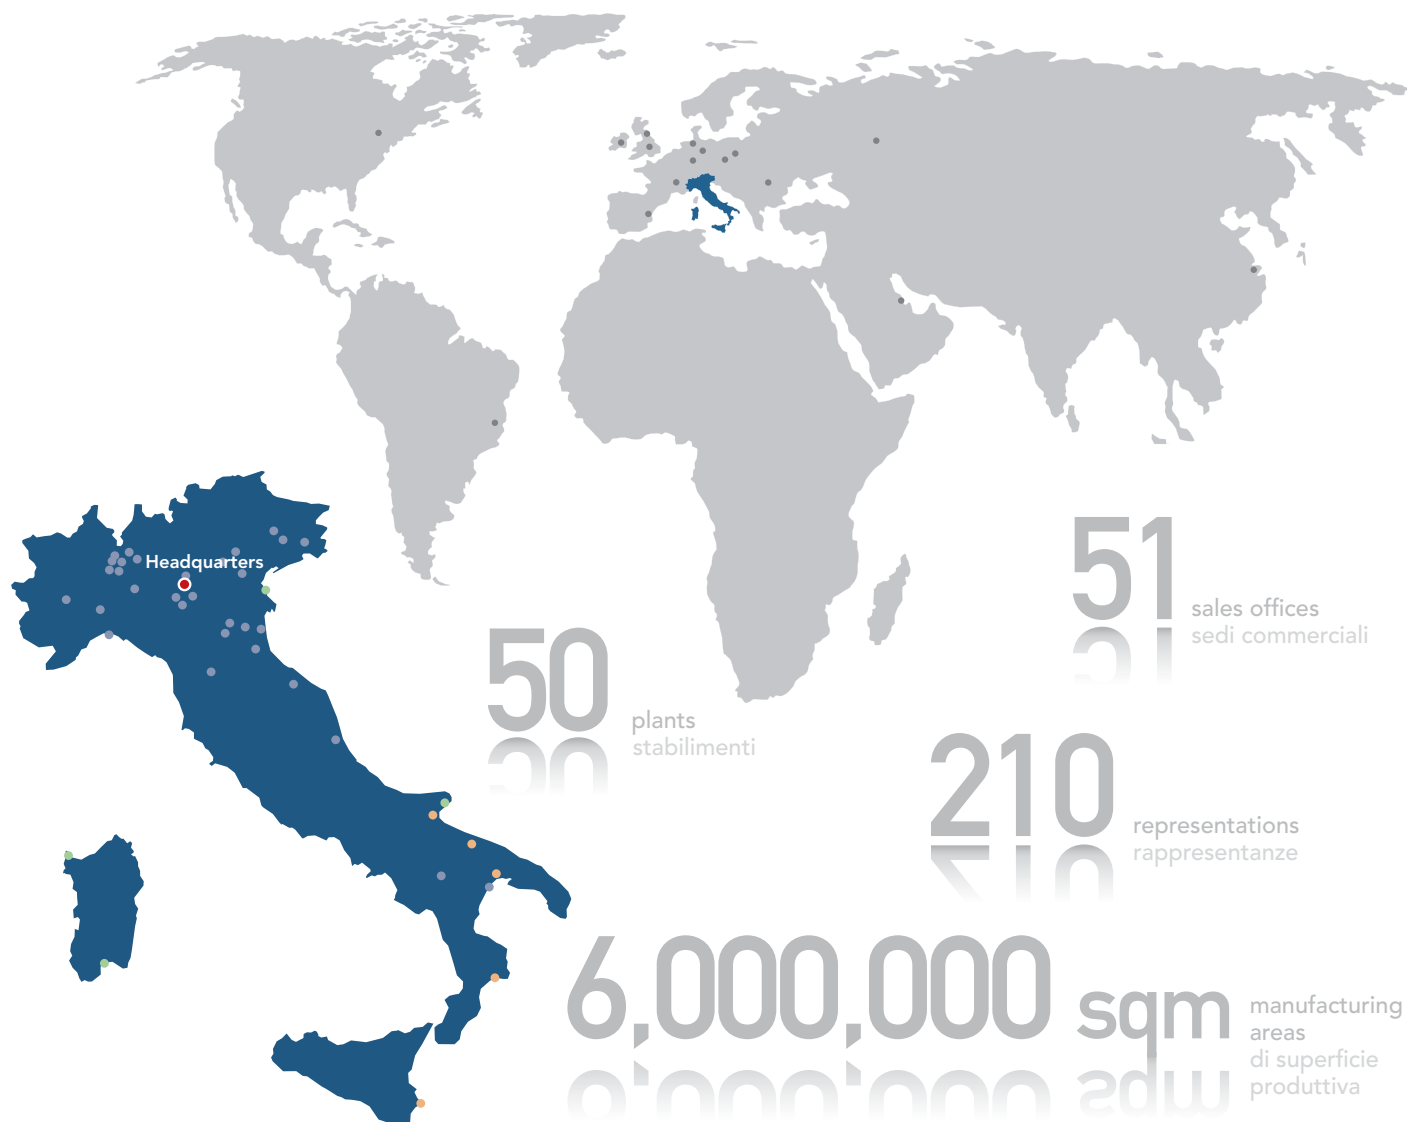 Headquarters
51
sales offices
sedi commerciali
50
plants
stabilimenti
210
representations
rappresentanze
6,000,000 sqm
manufacturing
areas
di superficie
produttiva